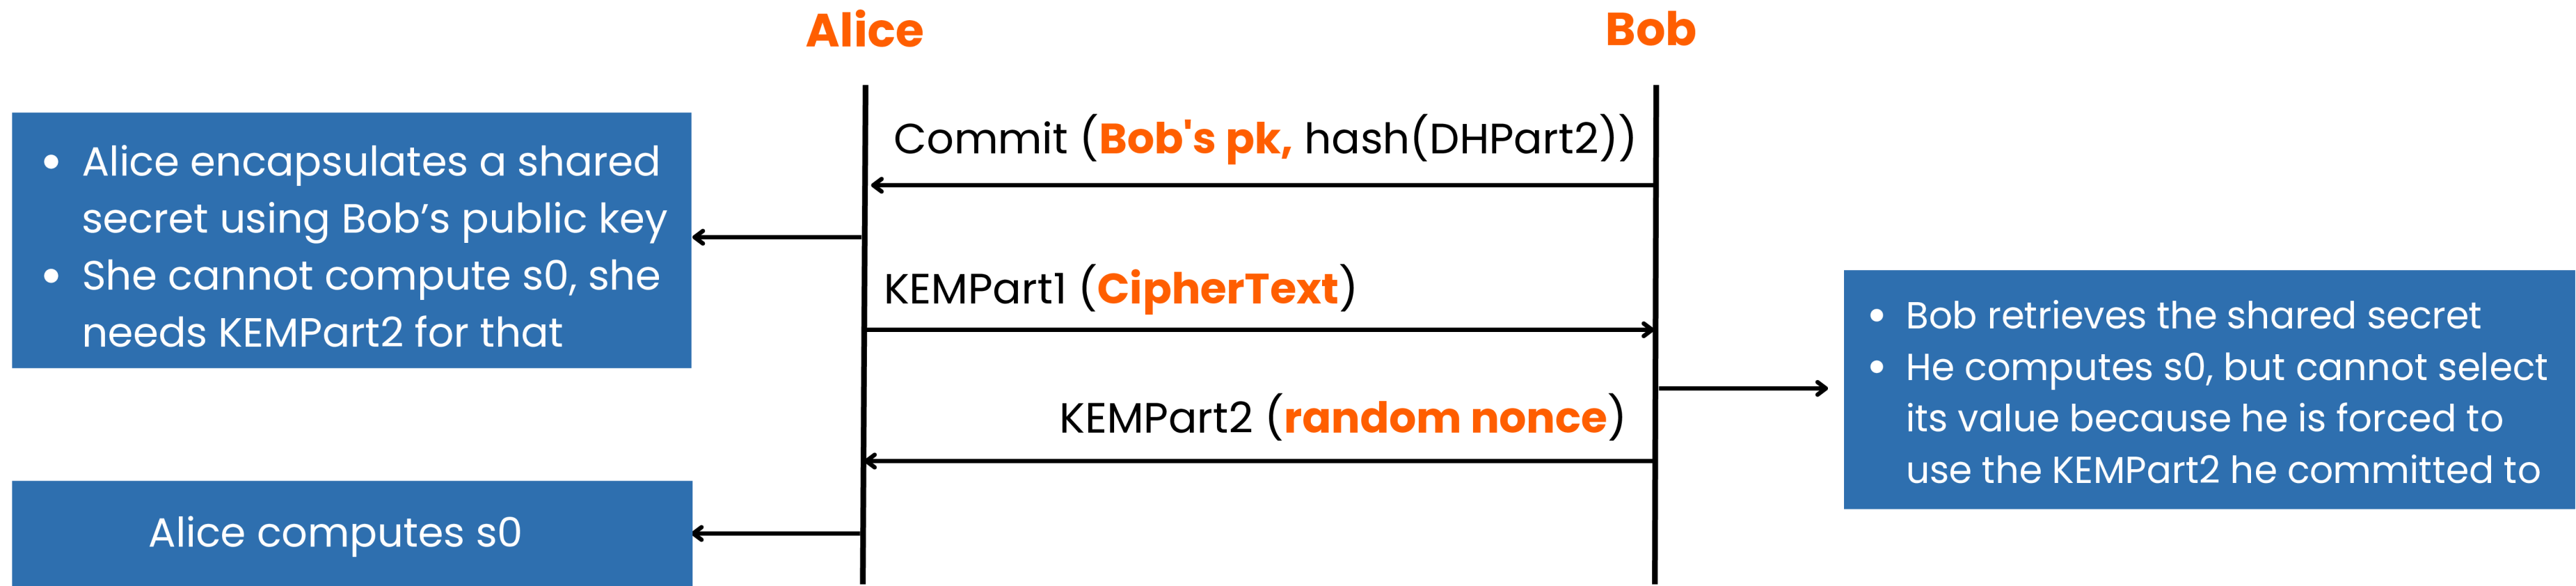 Alice
Bob
Commit (Bob's pk, hash(DHPart2))
• Alice encapsulates a shared
secret using Bob’s public key
• She cannot compute s0, she
needs KEMPart2 for that
KEMPart1 (CipherText)
• Bob retrieves the shared secret
• He computes s0, but cannot select
its value because he is forced to
use the KEMPart2 he committed to
KEMPart2 (random nonce)
Alice computes s0